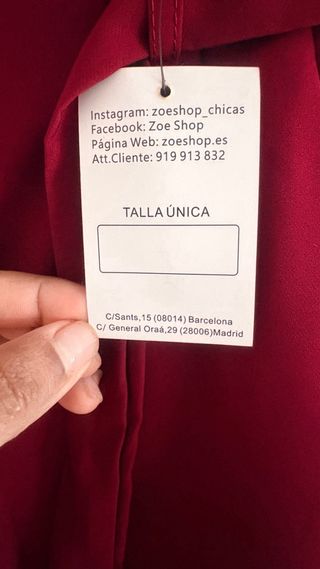 Instagram: zoeshop_chicas
Facebook: Zoe Shop
Página Web: zoeshop.es
Att.Cliente: 919 913 832
TALLA ÚNICA
C/Sants,15 (08014) Barcelona
C/ General Oraá,29 (28006)Madrid